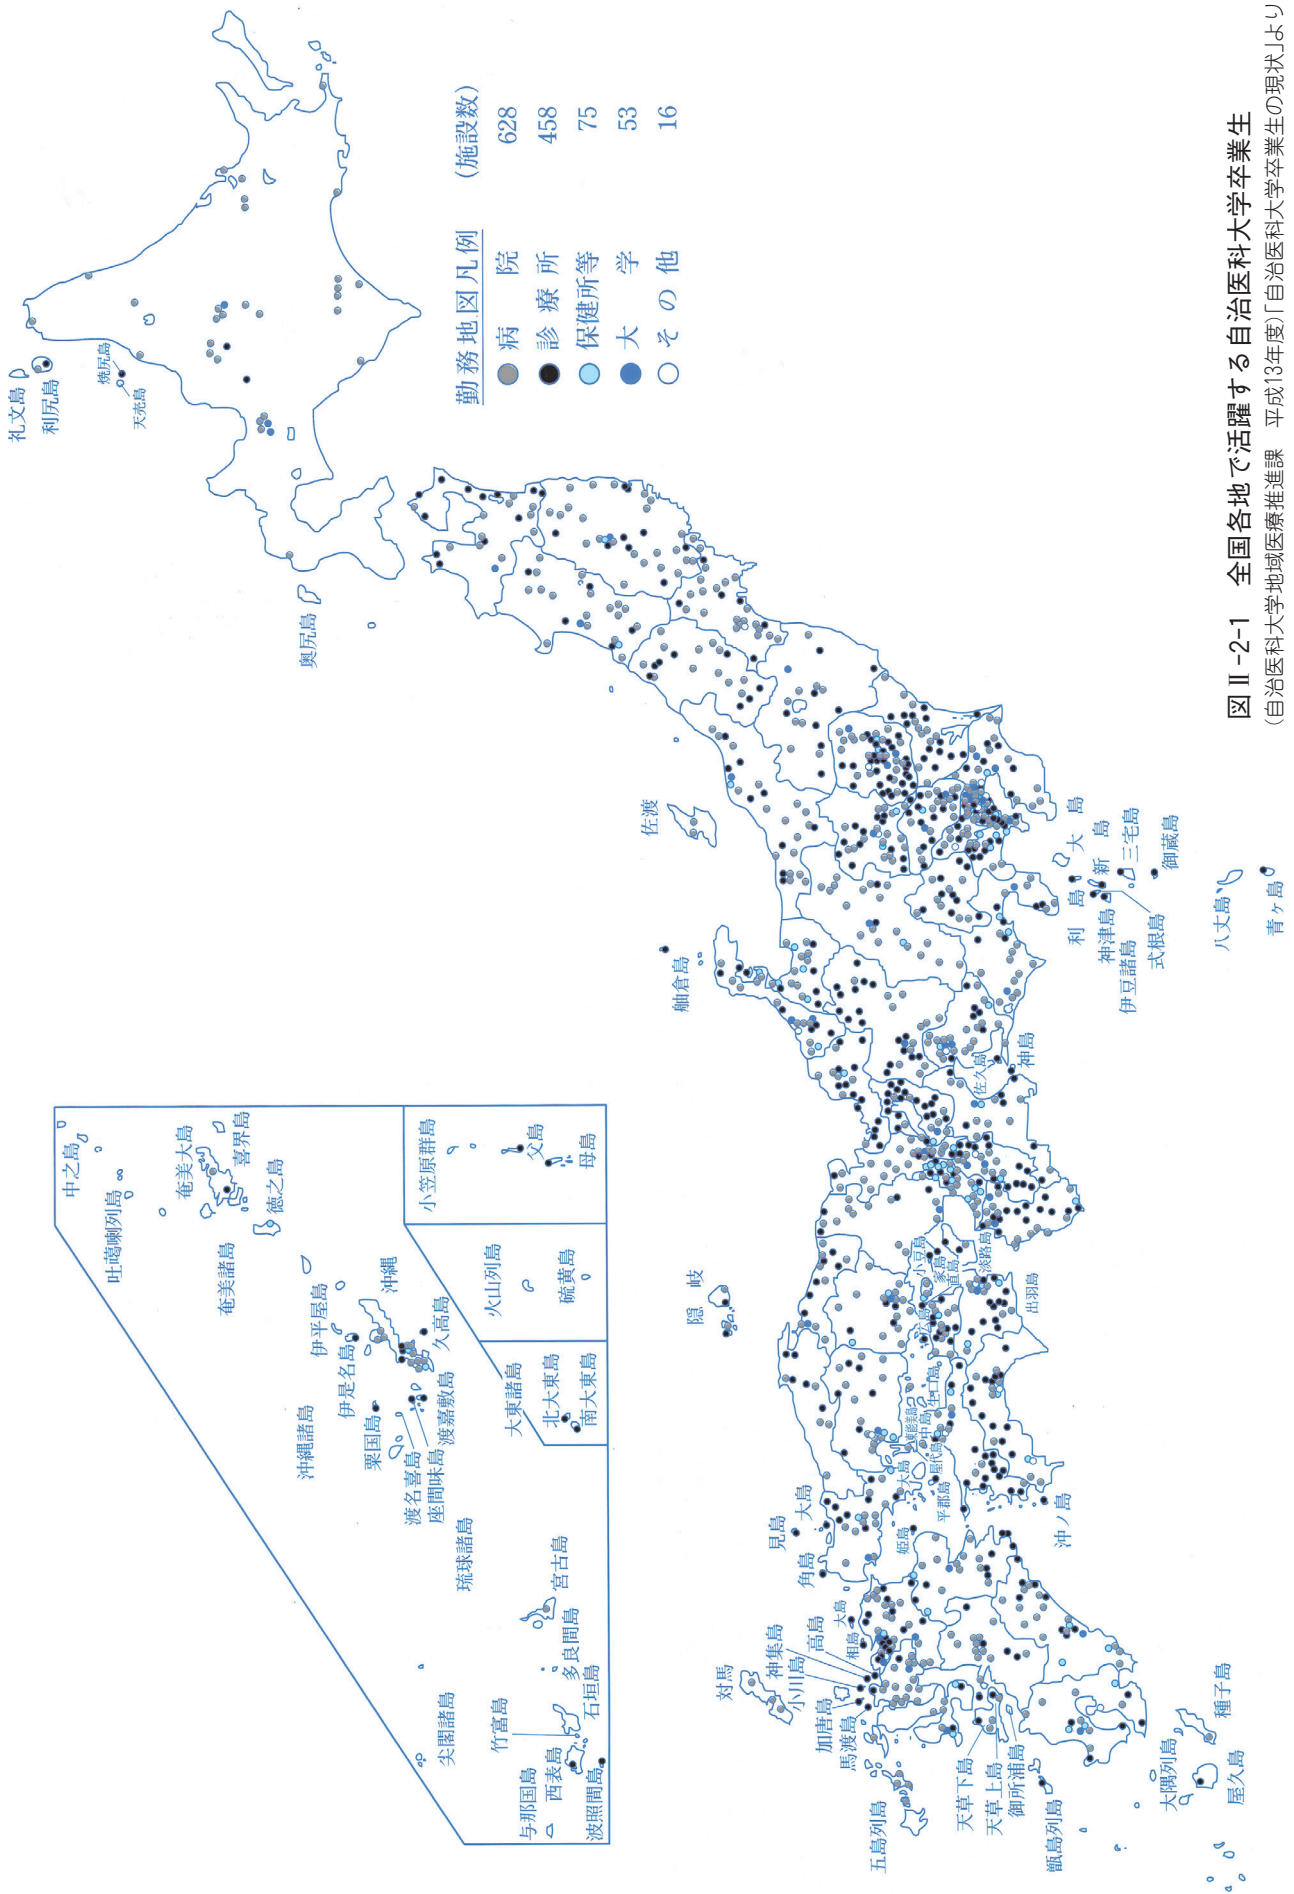 図Ⅱ-2-1　全国各地で活躍する自治医科大学卒業生
（自治医科大学地域医療推進課　平成13年度）「自治医科大学卒業生の現状」より
勤務地図凡例　（施設数）
病院　628
診療所　458
保健所等　75
大学　53
その他　16
礼文島
利尻島
焼尻島
天売島
奥尻島
佐渡
舳倉島
隠岐
見島
大島
角島
対馬
神集島
小川島
高島
大島
相島
加唐島
馬渡島
五島列島
姫島
平郡島
屋代島
大島
中島
東能美島
生口島
広島
直島
家島
小豆島
淡路島
出羽島
沖ノ島
佐久島
神島
大島
利島
新島
神津島
三宅島
伊豆諸島
式根島
御蔵島
八丈島
青ヶ島
天草下島
天草上島
御所浦島
甑島列島
種子島
大隅列島
屋久島
中之島
吐噶喇列島
奄美大島
喜界島
徳之島
奄美諸島
伊平屋島
沖縄
伊是名島
久高島
沖縄諸島
粟国島
渡名喜島
座間味島
渡嘉敷島
琉球諸島
宮古島
多良間島
石垣島
竹富島
尖閣諸島
西表島
与那国島
波照間島
小笠原群島
父島
母島
火山列島
硫黄島
大東諸島
北大東島
南大東島